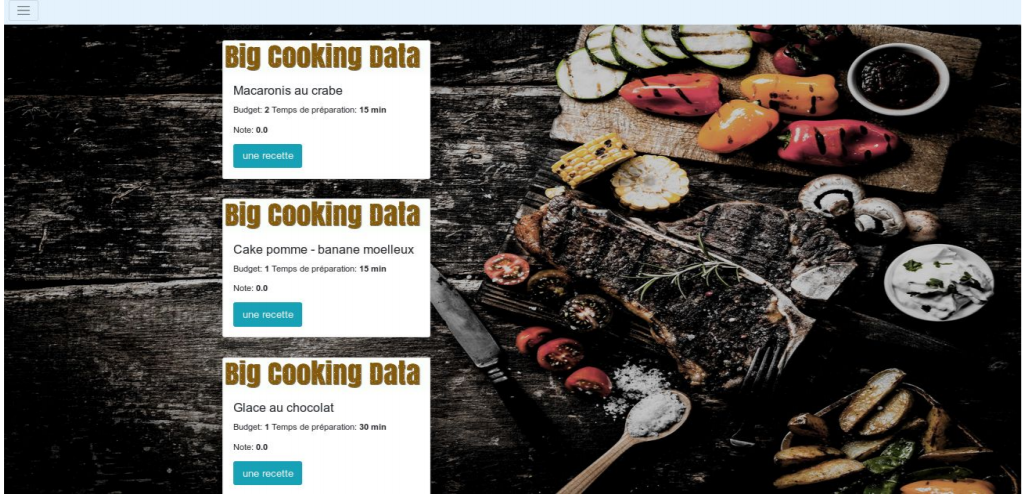 Big Cooking Data
Macaronis au crabe
Budget: 2 Temps de préparation: 15 min
Note: 0.0
une recette
Big Cooking Data
Cake pomme - banane moelleux
Budget: 1 Temps de préparation: 15 min
Note: 0.0
une recette
Big Cooking Data
Glace au chocolat
Budget: 1 Temps de préparation: 30 min
Note: 0.0
une recette